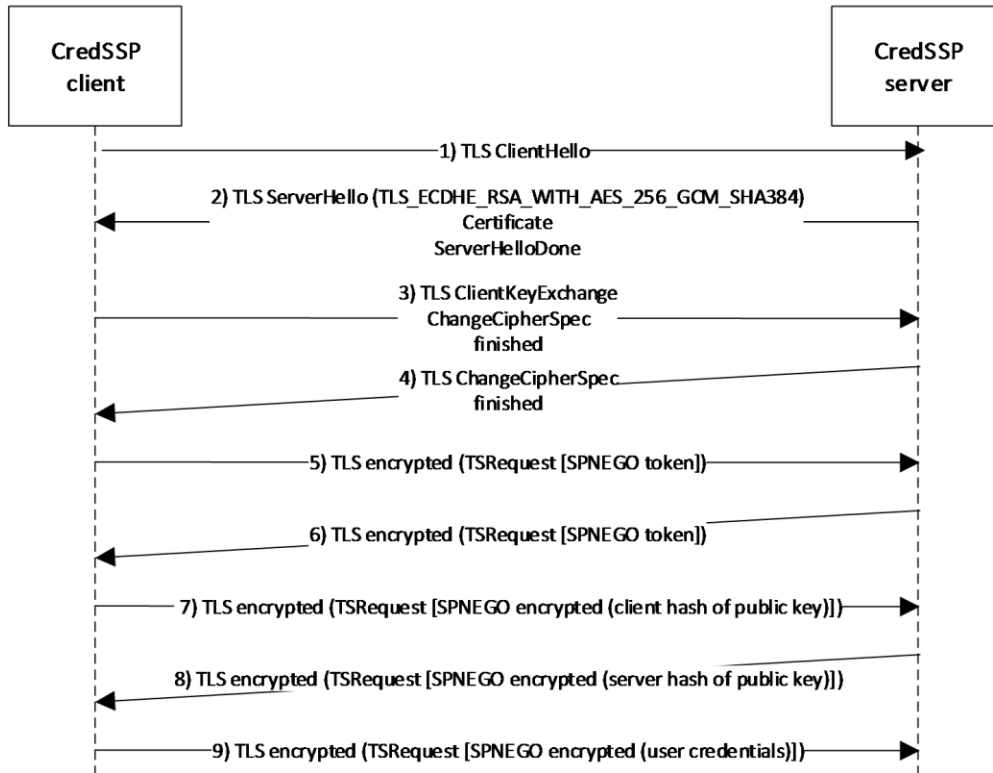 CredSSP
client
CredSSP
server
1) TLS ClientHello
2) TLS ServerHello (TLS_ECDHE_RSA_WITH_AES_256_GCM_SHA384)
Certificate
ServerHelloDone
3) TLS ClientKeyExchange
ChangeCipherSpec
finished
4) TLS ChangeCipherSpec
finished
5) TLS encrypted (TSRequest [SPNEGO token])
6) TLS encrypted (TSRequest [SPNEGO token])
7) TLS encrypted (TSRequest [SPNEGO encrypted (client hash of public key)])
8) TLS encrypted (TSRequest [SPNEGO encrypted (server hash of public key)])
9) TLS encrypted (TSRequest [SPNEGO encrypted (user credentials)])